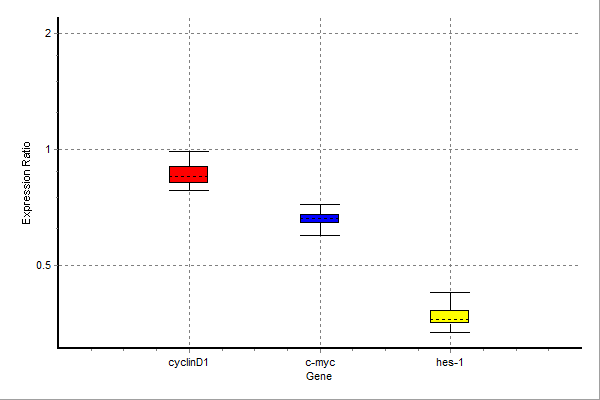 2
1
0.5
Expression Ratio
cyclinD1 c-myc hes-1
Gene